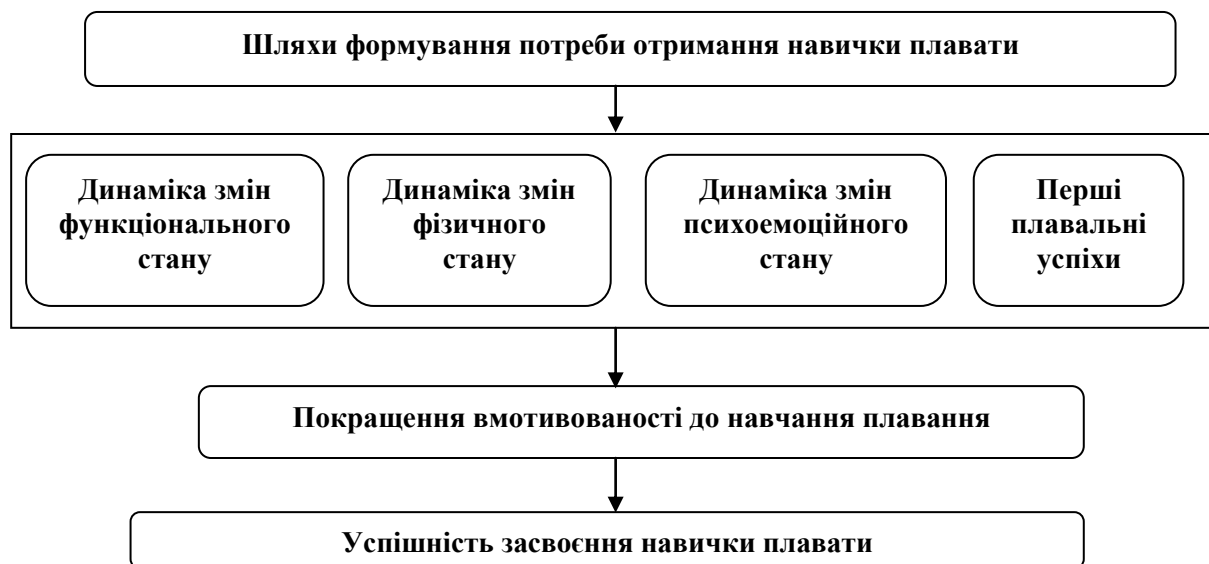 Шляхи формування потреби отримання навички плавати
Динаміка змін
функціонального
стану
Динаміка змін
фізичного
стану
Динаміка змін
психоемоційного
стану
Перші
плавальні
успіхи
Покращення вмотивованості до навчання плавання
Успішність засвоєння навички плавати